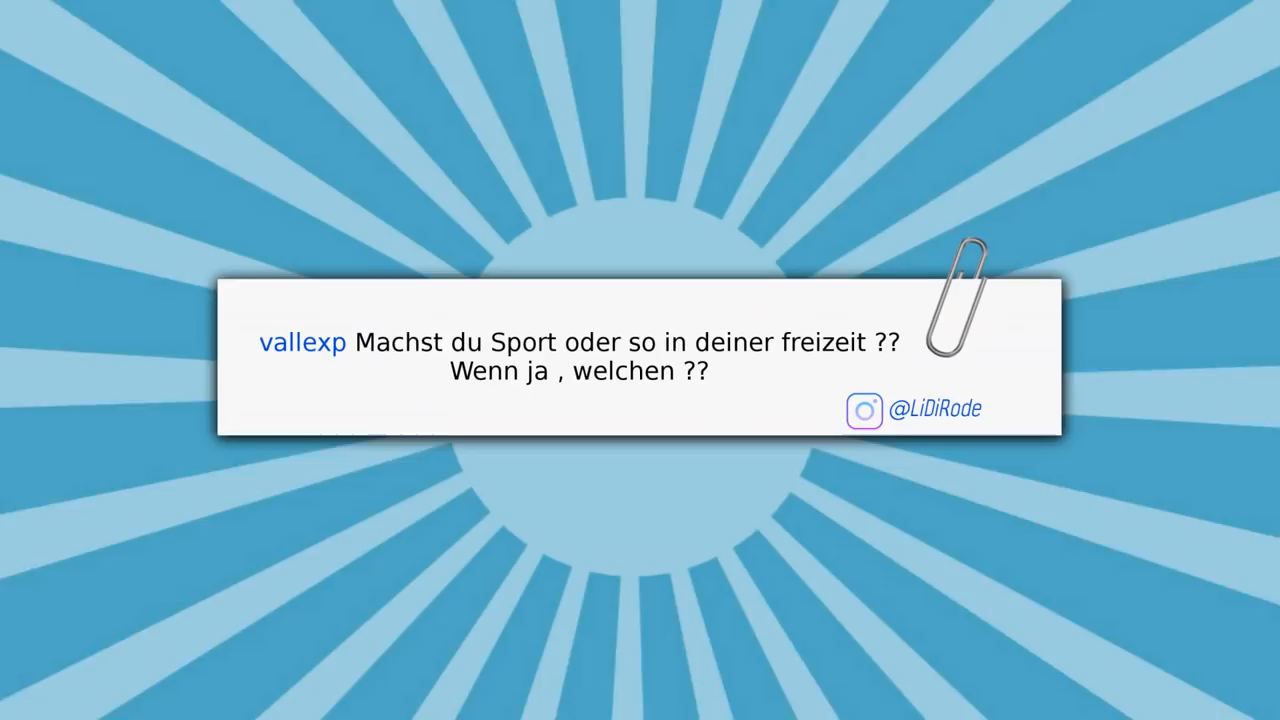 vallexp Machst du Sport oder so in deiner freizeit ??
Wenn ja , welchen ??
@LiDiRode